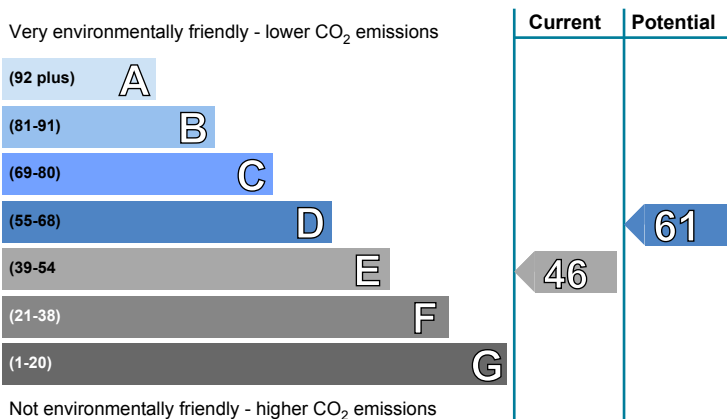 Very environmentally friendly - lower CO₂ emissions
Current
Potential
(92 plus) A
(81-91) B
(69-80) C
(55-68) D
61
(39-54 E
46
(21-38) F
(1-20) G
Not environmentally friendly - higher CO₂ emissions